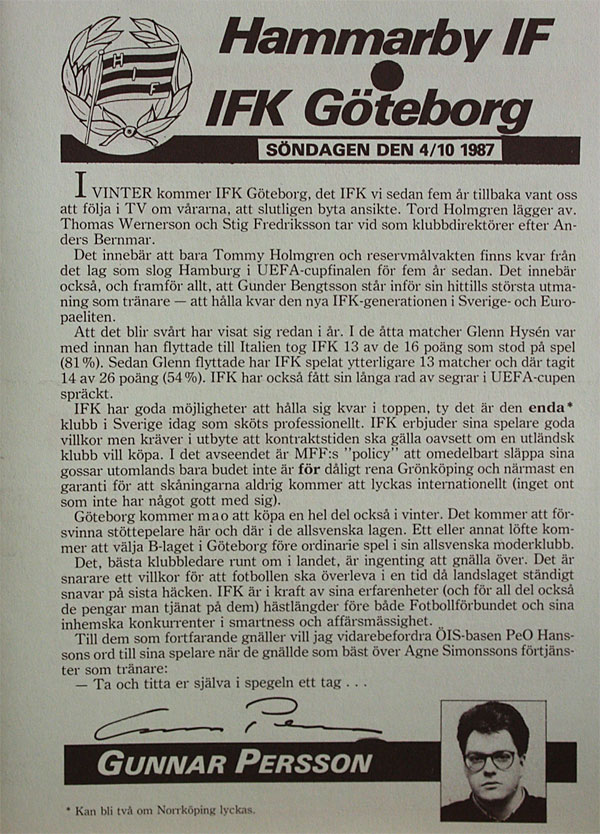 HIF
Hammarby IF
●
IFK Göteborg
SÖNDAGEN DEN 4/10 1987
I VINTER kommer IFK Göteborg, det IFK vi sedan fem år tillbaka vant oss
att följa i TV om vårarna, att slutligen byta ansikte. Tord Holmgren lägger av.
Thomas Wernerson och Stig Fredriksson tar vid som klubbdirektörer efter An-
ders Bernmar.
Det innebär att bara Tommy Holmgren och reservmålvakten finns kvar från
det lag som slog Hamburg i UEFA-cupfinalen för fem år sedan. Det innebär
också, och framför allt, att Gunder Bengtsson står inför sin hittills största utma-
ning som tränare — att hålla kvar den nya IFK-generationen i Sverige- och Euro-
paeliten.
Att det blir svårt har visat sig redan i år. I de åtta matcher Glenn Hysén var
med innan han flyttade till Italien tog IFK 13 av de 16 poäng som stod på spel
(81 %). Sedan Glenn flyttade har IFK spelat ytterligare 13 matcher och där tagit
14 av 26 poäng (54 %). IFK har också fått sin långa rad av segrar i UEFA-cupen
spräckt.
IFK har goda möjligheter att hålla sig kvar i toppen, ty det är den enda*
klubb i Sverige idag som sköts professionellt. IFK erbjuder sina spelare goda
villkor men kräver i utbyte att kontraktstiden ska gälla oavsett om en utländsk
klubb vill köpa. I det avseendet är MFF:s "policy" att omedelbart släppa sina
gossar utomlands bara budet inte är för dåligt rena Grönköping och närmast en
garanti för att skåningarna aldrig kommer att lyckas internationellt (inget ont
som inte har något gott med sig).
Göteborg kommer mao att köpa en hel del också i vinter. Det kommer att för-
svinna stöttepelare här och där i de allsvenska lagen. Ett eller annat löfte kom-
mer att välja B-laget i Göteborg före ordinarie spel i sin allsvenska moderklubb.
Det, bästa klubbledare runt om i landet, är ingenting att gnälla över. Det är
snarare ett villkor för att fotbollen ska överleva i en tid då landslaget ständigt
snavar på sista häcken. IFK är i kraft av sina erfarenheter (och för all del också
de pengar man tjänat på dem) hästlängder före både Fotbollförbundet och sina
inhemska konkurrenter i smartness och affärsmässighet.
Till dem som fortfarande gnäller vill jag vidarebefordra ÖIS-basen PeO Hans-
sons ord till sina spelare när de gnällde som bäst över Agne Simonssons förtjäns-
ter som tränare:
— Ta och titta er själva i spegeln ett tag . . .
GUNNAR PERSSON
* Kan bli två om Norrköping lyckas.